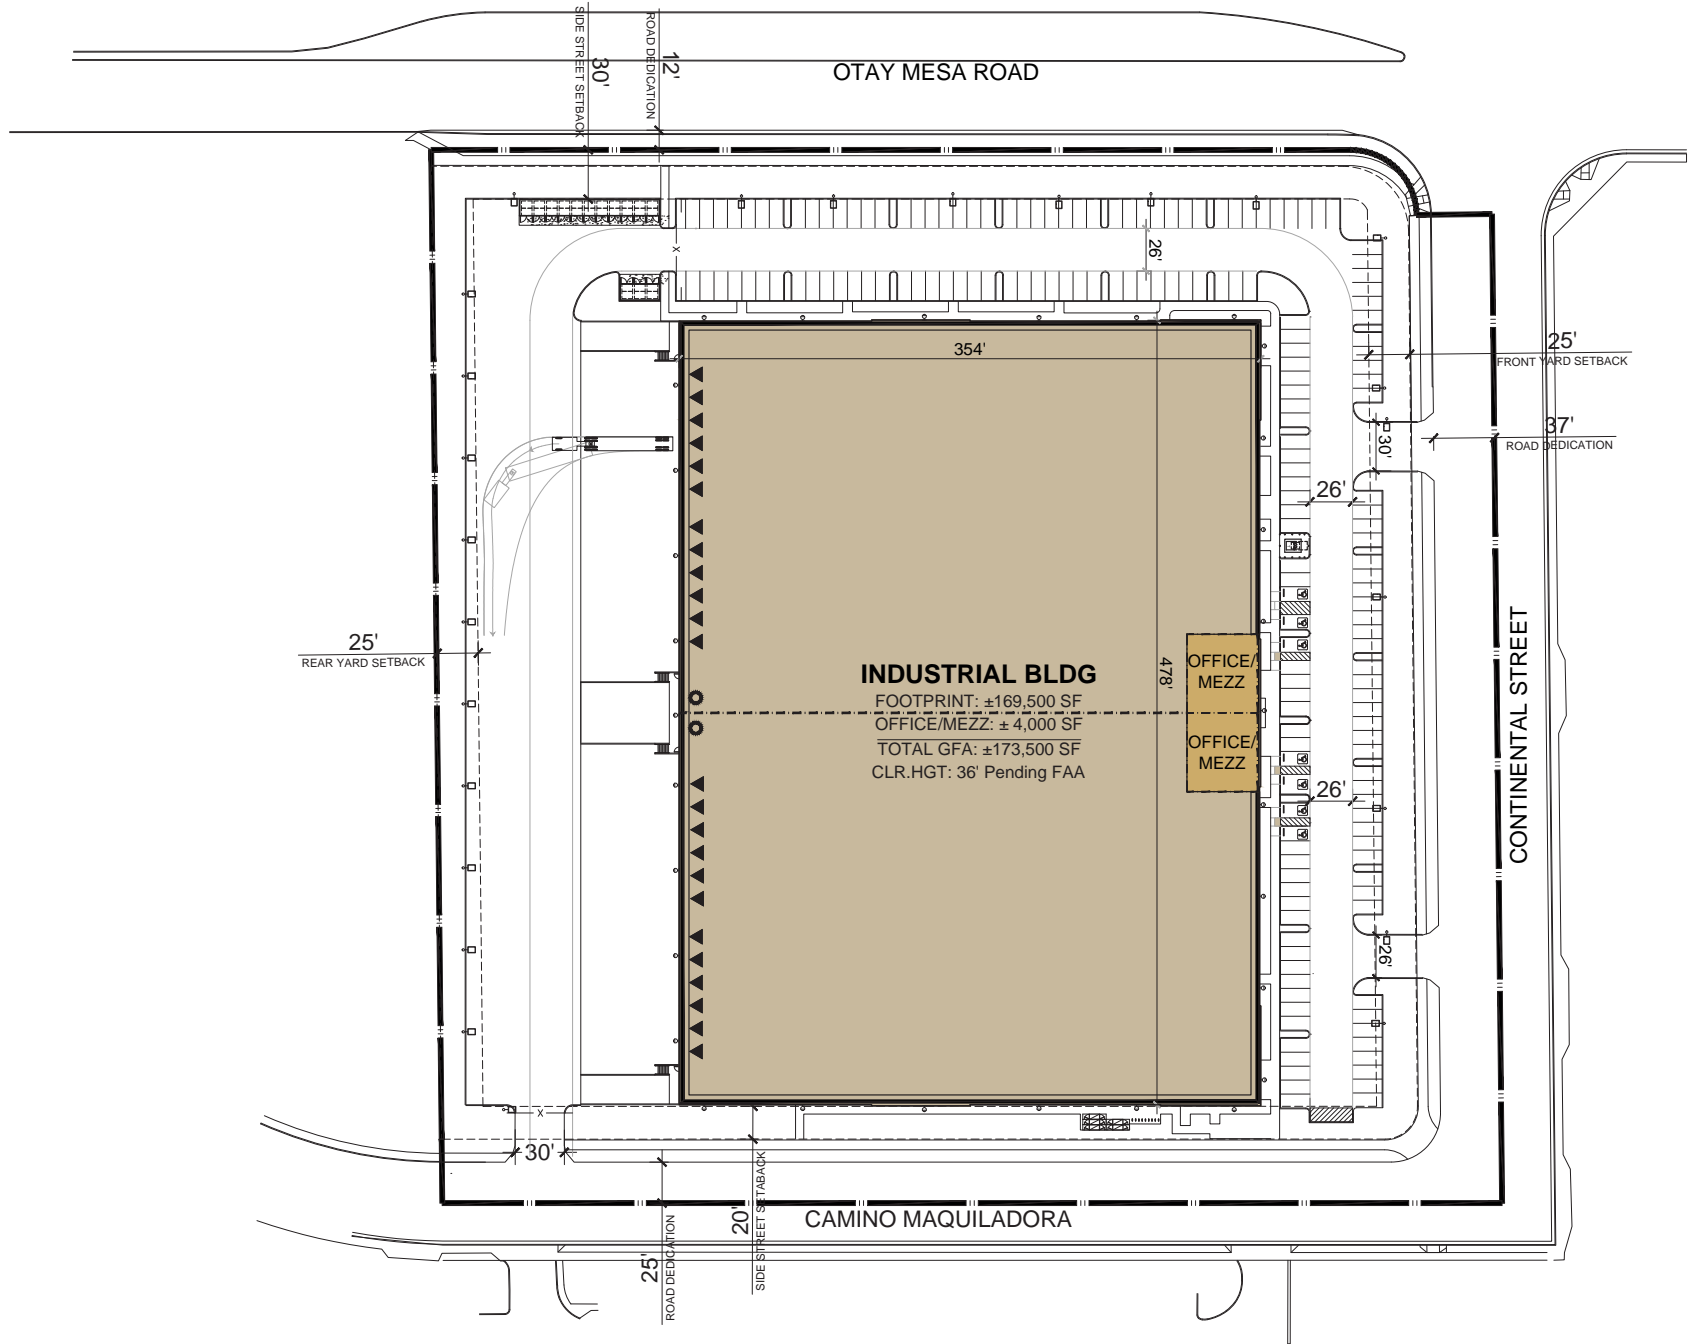 OTAY MESA ROAD
30'
SIDE STREET SETBACK
12'
ROAD DEDICATION
26'
354'
25'
FRONT YARD SETBACK
37'
ROAD DEDICATION
30'
26'
25'
REAR YARD SETBACK
478'
INDUSTRIAL BLDG
FOOTPRINT: ±169,500 SF
OFFICE/MEZZ: ± 4,000 SF
TOTAL GFA: ±173,500 SF
CLR.HGT: 36' Pending FAA
OFFICE/
MEZZ
OFFICE/
MEZZ
26'
CONTINENTAL STREET
26'
X
X
30'
20'
SIDE STREET SETABACK
25'
ROAD DEDICATION
CAMINO MAQUILADORA